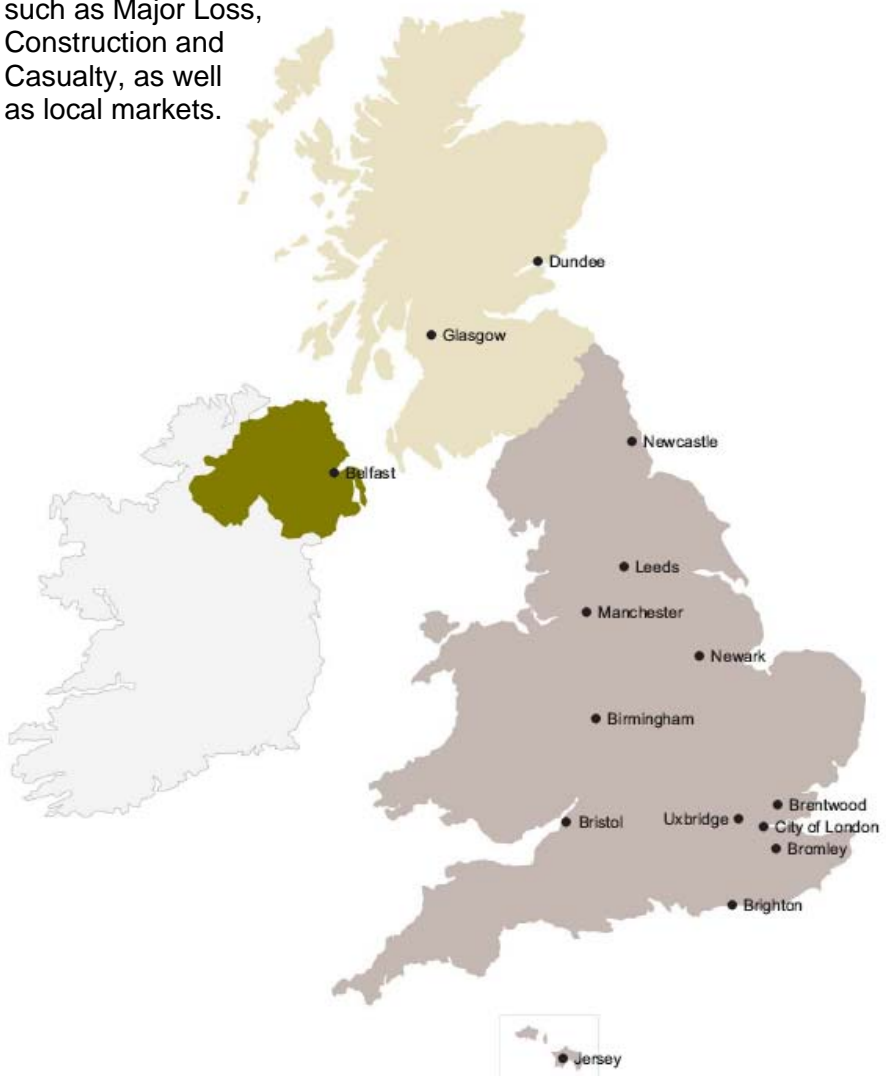 such as Major Loss,
Construction and
Casualty, as well
as local markets.
Dundee
Glasgow
Newcastle
Belfast
Leeds
Manchester
Newark
Birmingham
Brentwood
Uxbridge
City of London
Bristol
Bromley
Brighton
Jersey